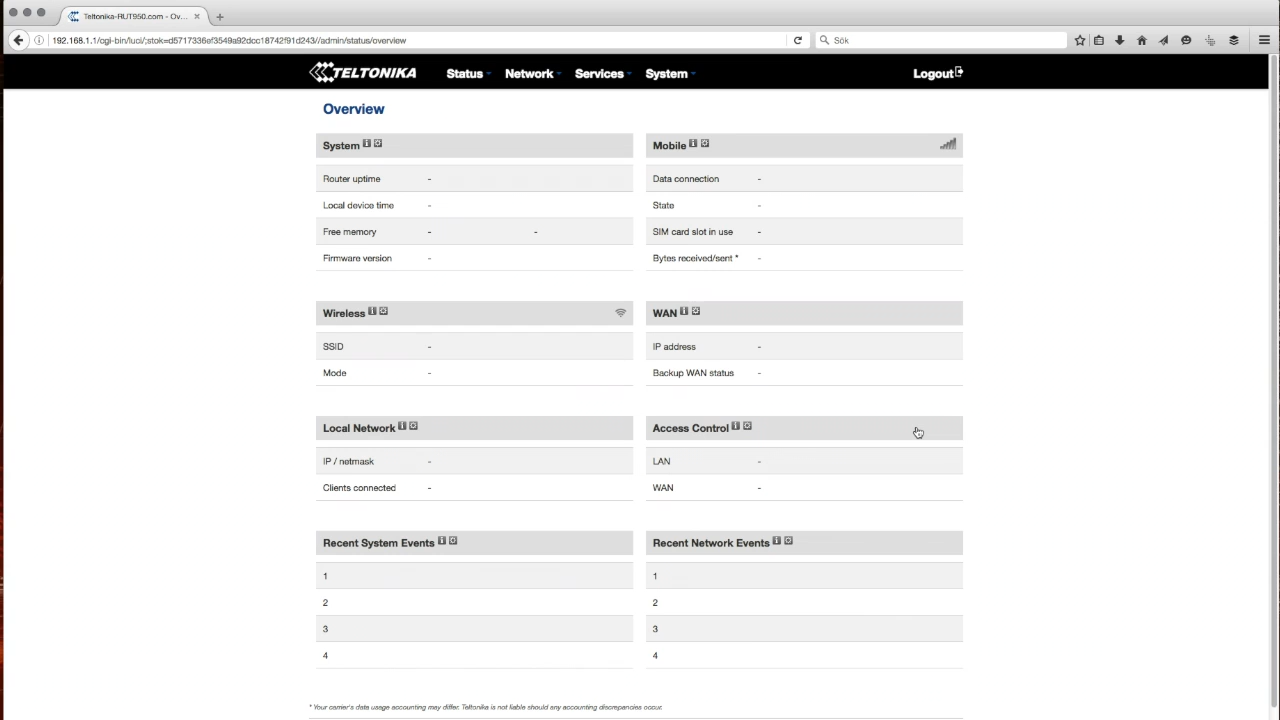 Teltonika-RUT950.com - Ov...
192.168.1.1/cgi-bin/luci/;stok=d5717336ef3549a92dcc18742f91d243//admin/status/overview
Sök
TELTONIKA Status Network Services System Logout
Overview
System
Router uptime -
Local device time -
Free memory - -
Firmware version -
Mobile
Data connection -
State -
SIM card slot in use -
Bytes received/sent * -
Wireless
SSID -
Mode -
WAN
IP address -
Backup WAN status -
Local Network
IP / netmask -
Clients connected -
Access Control
LAN -
WAN -
Recent System Events
1
2
3
4
Recent Network Events
1
2
3
4
* Your carrier's data usage accounting may differ. Teltonika is not liable should any accounting discrepancies occur.